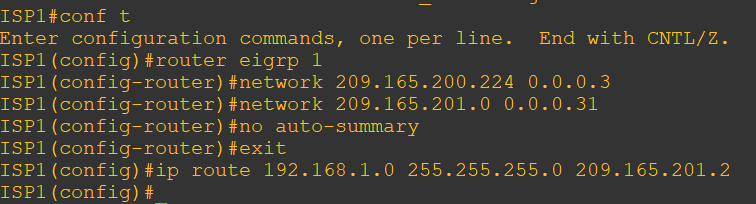 ISP1#conf t
Enter configuration commands, one per line.  End with CNTL/Z.
ISP1(config)#router eigrp 1
ISP1(config-router)#network 209.165.200.224 0.0.0.3
ISP1(config-router)#network 209.165.201.0 0.0.0.31
ISP1(config-router)#no auto-summary
ISP1(config-router)#exit
ISP1(config)#ip route 192.168.1.0 255.255.255.0 209.165.201.2
ISP1(config)#